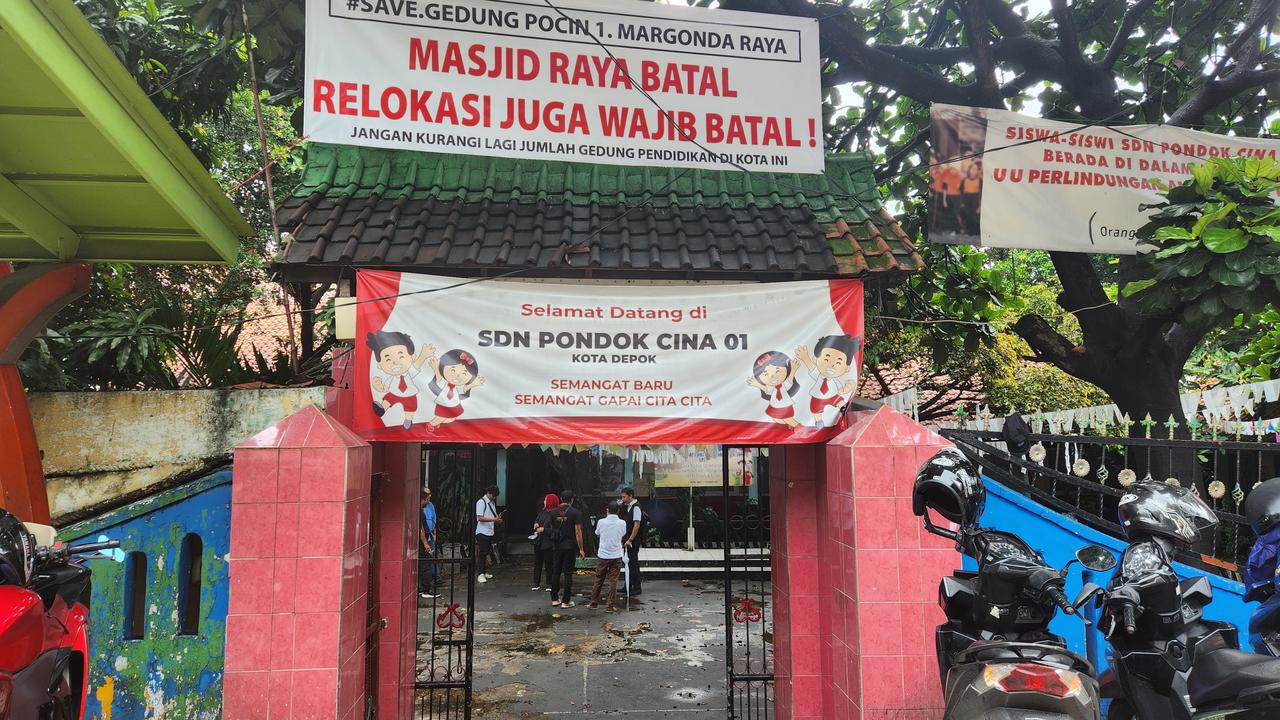 #SAVE.GEDUNG POCIN 1. MARGONDA RAYA
MASJID RAYA BATAL
RELOKASI JUGA WAJIB BATAL !
JANGAN KURANGI LAGI JUMLAH GEDUNG PENDIDIKAN DI KOTA INI
SISWA-SISWI SDN PONDOK CINA
BERADA DI DALAM
U U PERLINDUNGAN
(Orang
Selamat Datang di
SDN PONDOK CINA 01
KOTA DEPOK
SEMANGAT BARU
SEMANGAT GAPAI CITA CITA